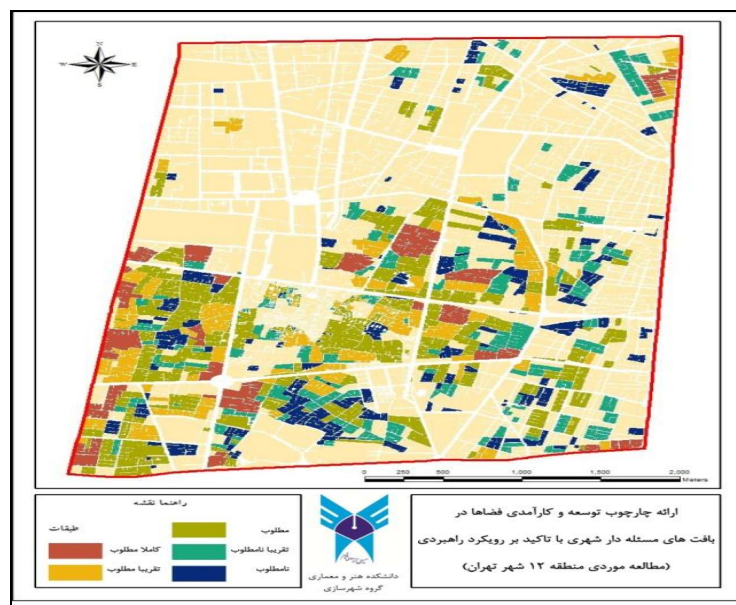 N
W E
S
0 250 500 1,000 1,500 2,000
Meters
راهنما نقشه
طبقات
مطلوب
کاملا مطلوب
تقریبا نامطلوب
تقریبا مطلوب
نامطلوب
دانشکده هنر و معماری
گروه شهرسازی
ارائه چارچوب توسعه و کارآمدی فضاها در
بافت های مسئله دار شهری با تاکید بر رویکرد راهبردی
(مطالعه موردی منطقه ۱۲ شهر تهران)